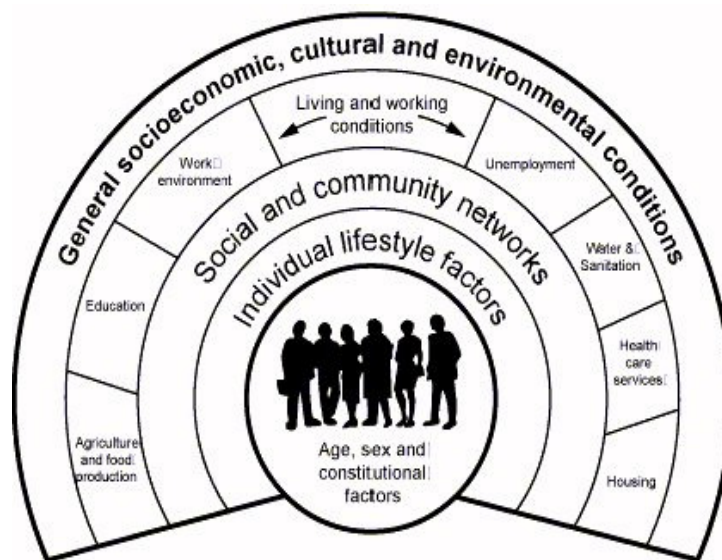 General socioeconomic, cultural and environmental conditions
Living and working
conditions
Work
environment
Unemployment
Education
Water &
Sanitation
Health
care
services
Agriculture
and food
production
Housing
Social and community networks
Individual lifestyle factors
Age, sex and
constitutional
factors